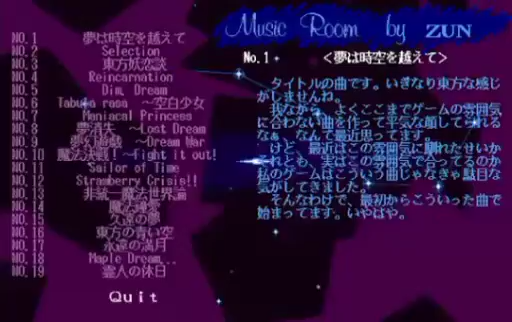 Music Room by ZUN
No.1 <夢は時空を越えて>
NO.1 夢は時空を越えて
NO.2 Selection
NO.3 東方妖恋談
NO.4 Reincarnation
NO.5 Dim. Dream
NO.6 Tabula rasa ～空白少女
NO.7 Maniacal Princess
NO.8 夢消失 ～Lost Dream
NO.9 夢幻遊戯 ～Dream War
NO.10 魔法決戦!～fight it out!
NO.11 Sailor of Time
NO.12 Strawberry Crisis!!
NO.13 非統一魔法世界論
NO.14 魔法鐘愛
NO.15 久遠の夢
NO.16 東方の青い空
NO.17 永遠の満月
NO.18 Maple Dream...
NO.19 霊人の休日
Quit
タイトルの曲です。いきなり東方な感じ
がしませんね。
我ながら、よくここまでゲームの雰囲気
に合わない曲を作って平気な顔してられる
なぁ、なんて最近思ってます。
けど、最近はこの雰囲気に馴れたせいか
それとも、実はこの雰囲気で合ってるのか
私のゲームはこういう曲じゃなきゃ駄目な
気がしてきました。
そんなわけで、最初からこういった曲で
始まってます。いやはや。